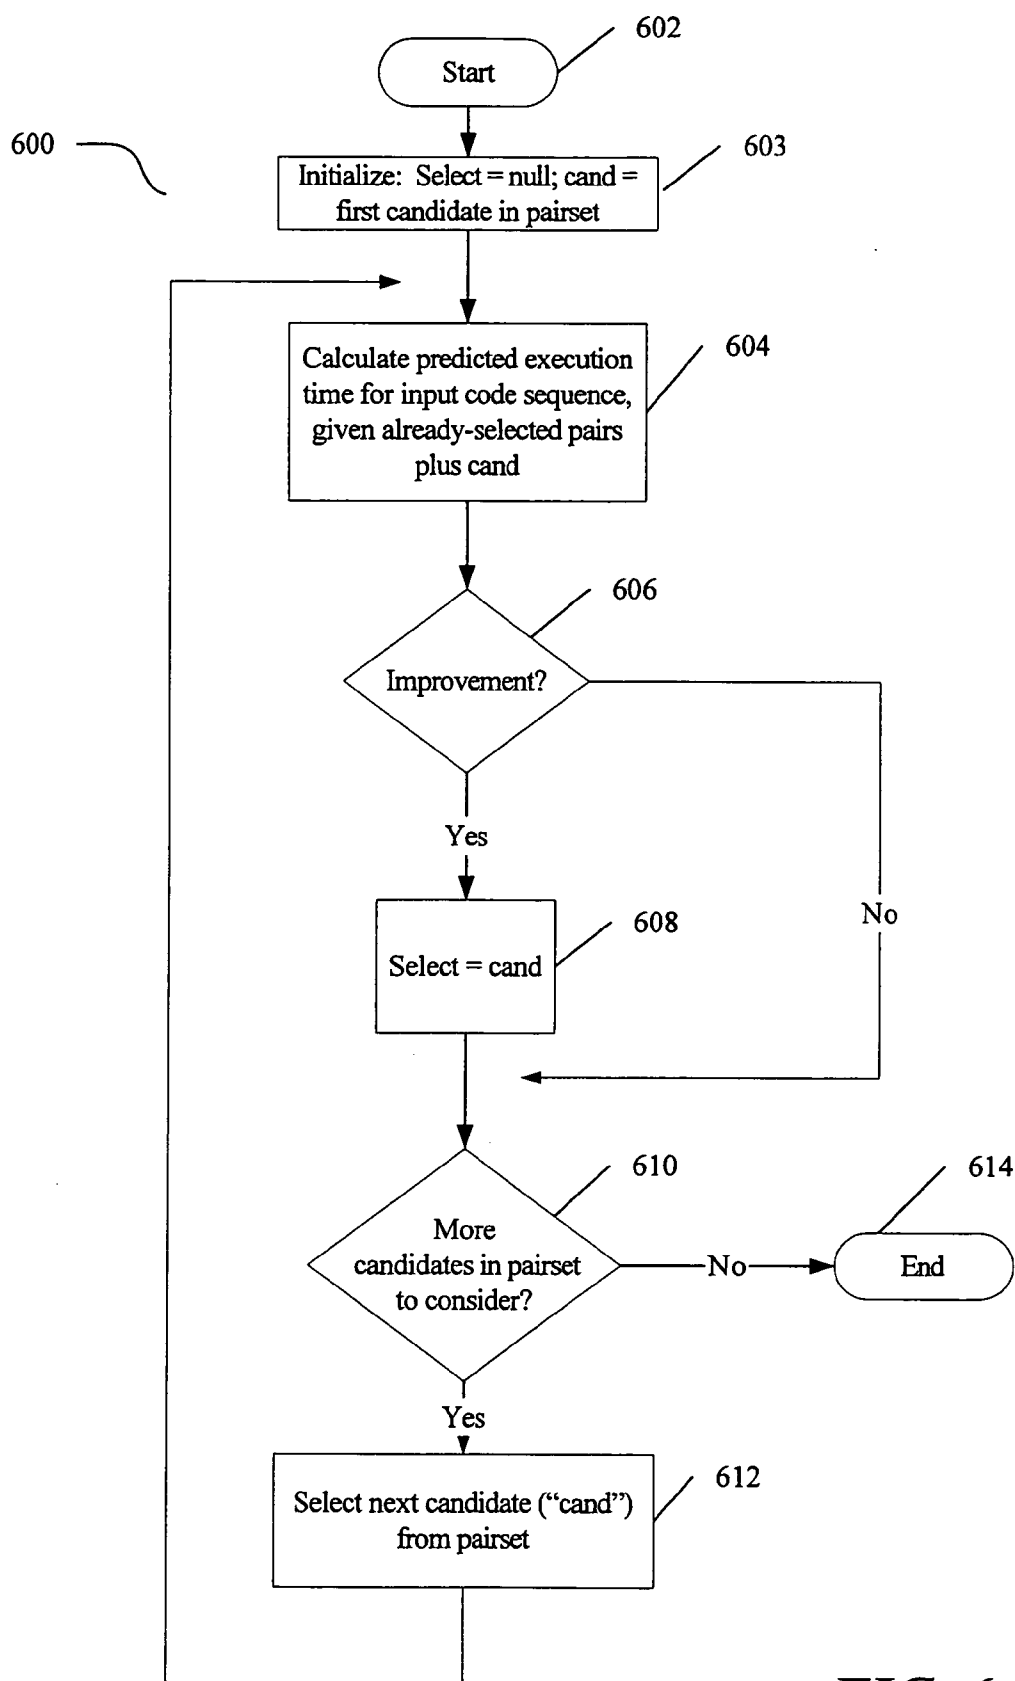 602
Start
600
603
Initialize: Select = null; cand =
first candidate in pairset
604
Calculate predicted execution
time for input code sequence,
given already-selected pairs
plus cand
606
Improvement?
Yes
No
608
Select = cand
610
614
More
candidates in pairset
to consider?
No
End
Yes
612
Select next candidate (“cand”)
from pairset